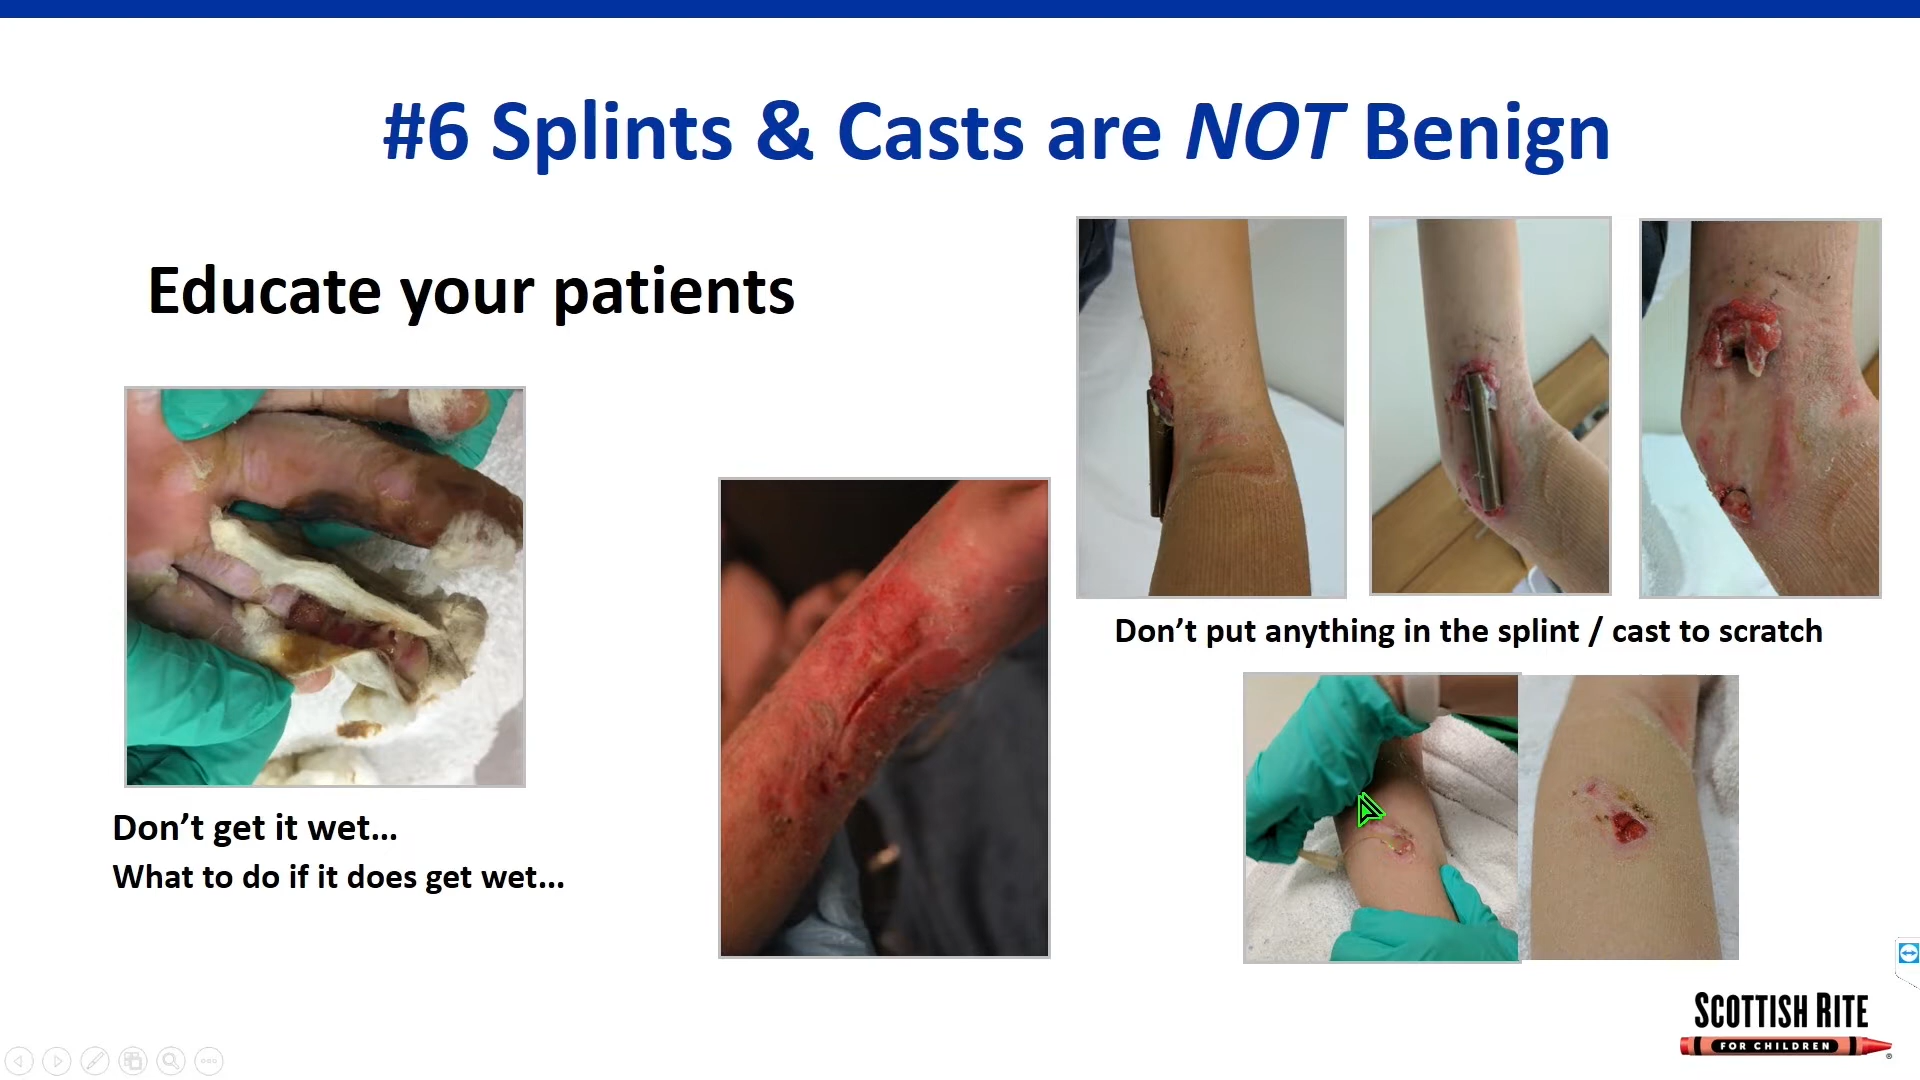 #6 Splints & Casts are NOT Benign
Educate your patients
Don’t put anything in the splint / cast to scratch
Don’t get it wet...
What to do if it does get wet...
SCOTTISH RITE
FOR CHILDREN
®